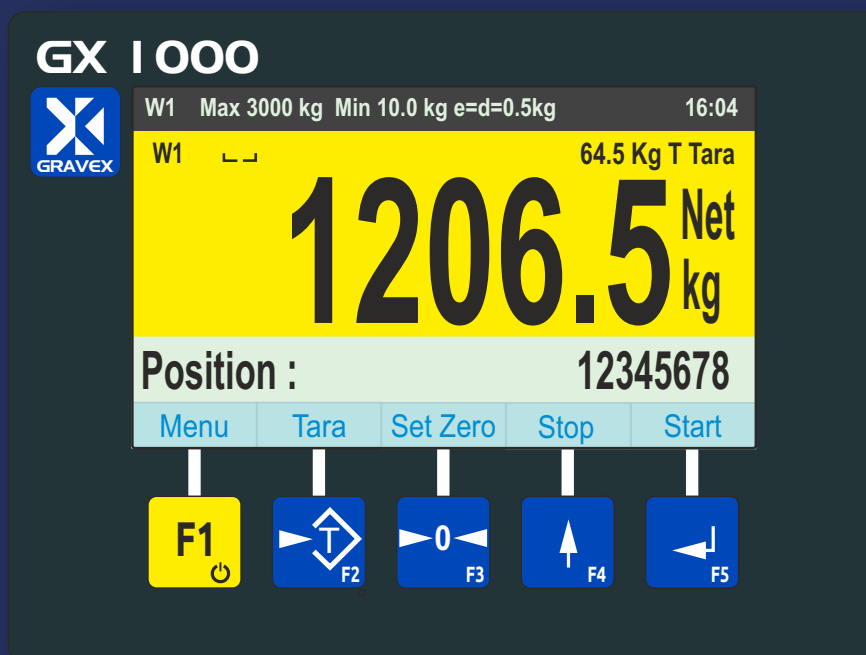 GX 1000
GRAVEX
W1 Max 3000 kg Min 10.0 kg e=d=0.5kg 16:04
W1 64.5 Kg T Tara
1206.5 Net kg
Position : 12345678
Menu Tara Set Zero Stop Start
F1 T F2 0 F3 F4 F5